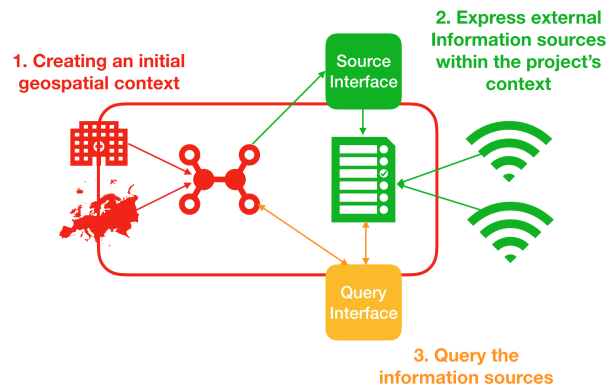 1. Creating an initial
geospatial context
Source
Interface
2. Express external
Information sources
within the project's
context
Query
Interface
3. Query the
information sources